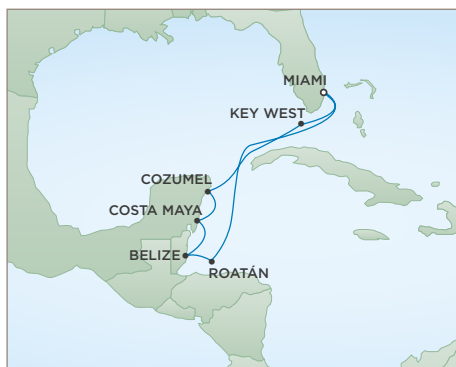 MIAMI
KEY WEST
COZUMEL
COSTA MAYA
BELIZE
ROATÁN